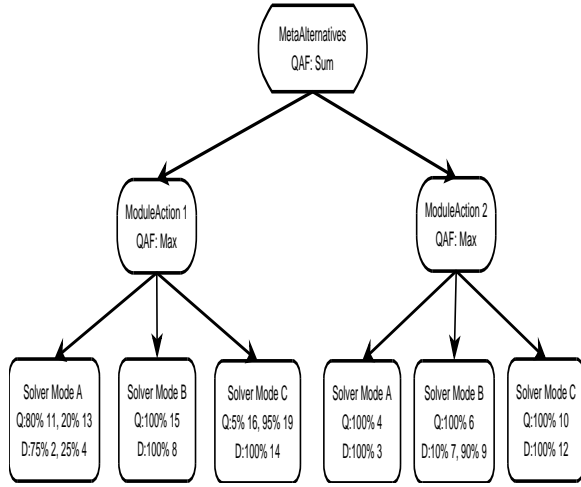 MetaAlternatives
QAF: Sum
ModuleAction 1
QAF: Max
ModuleAction 2
QAF: Max
Solver Mode A
Q:80% 11, 20% 13
D:75% 2, 25% 4
Solver Mode B
Q:100% 15
D:100% 8
Solver Mode C
Q:5% 16, 95% 19
D:100% 14
Solver Mode A
Q:100% 4
D:100% 3
Solver Mode B
Q:100% 6
D:10% 7, 90% 9
Solver Mode C
Q:100% 10
D:100% 12